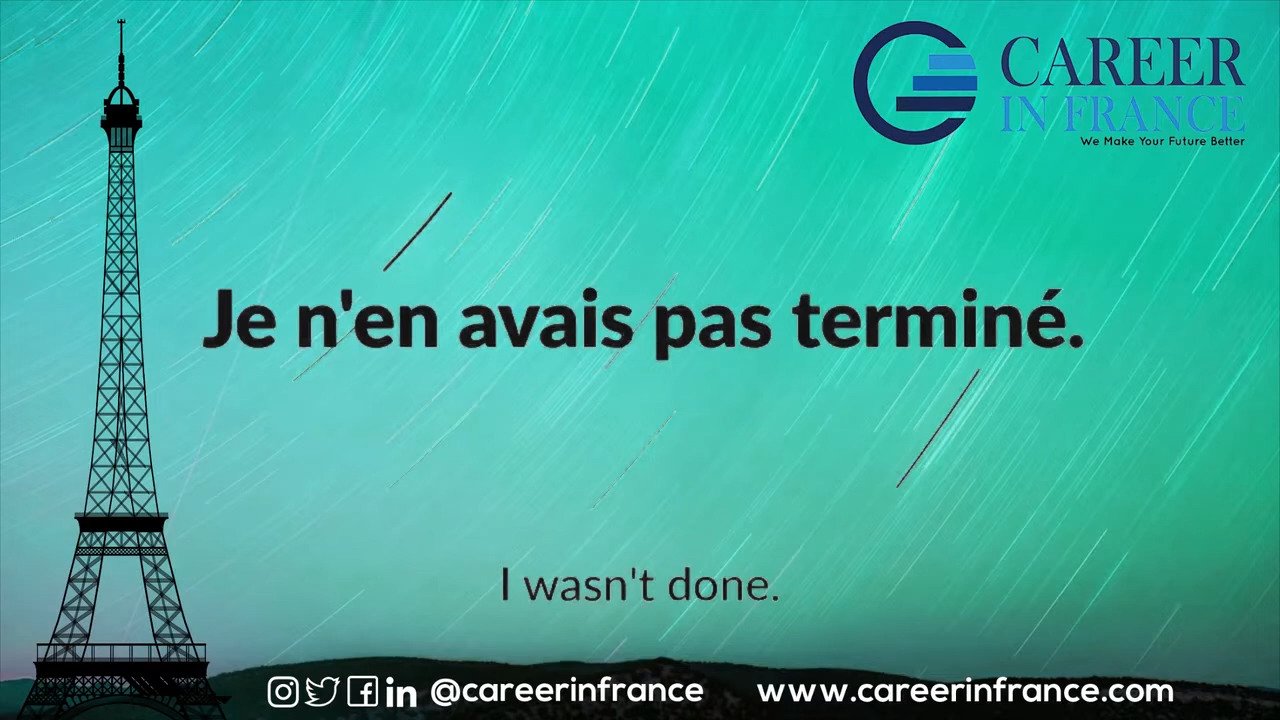 CAREER
IN FRANCE
We Make Your Future Better
Je n'en avais pas terminé.
I wasn't done.
@careerinfrance www.careerinfrance.com